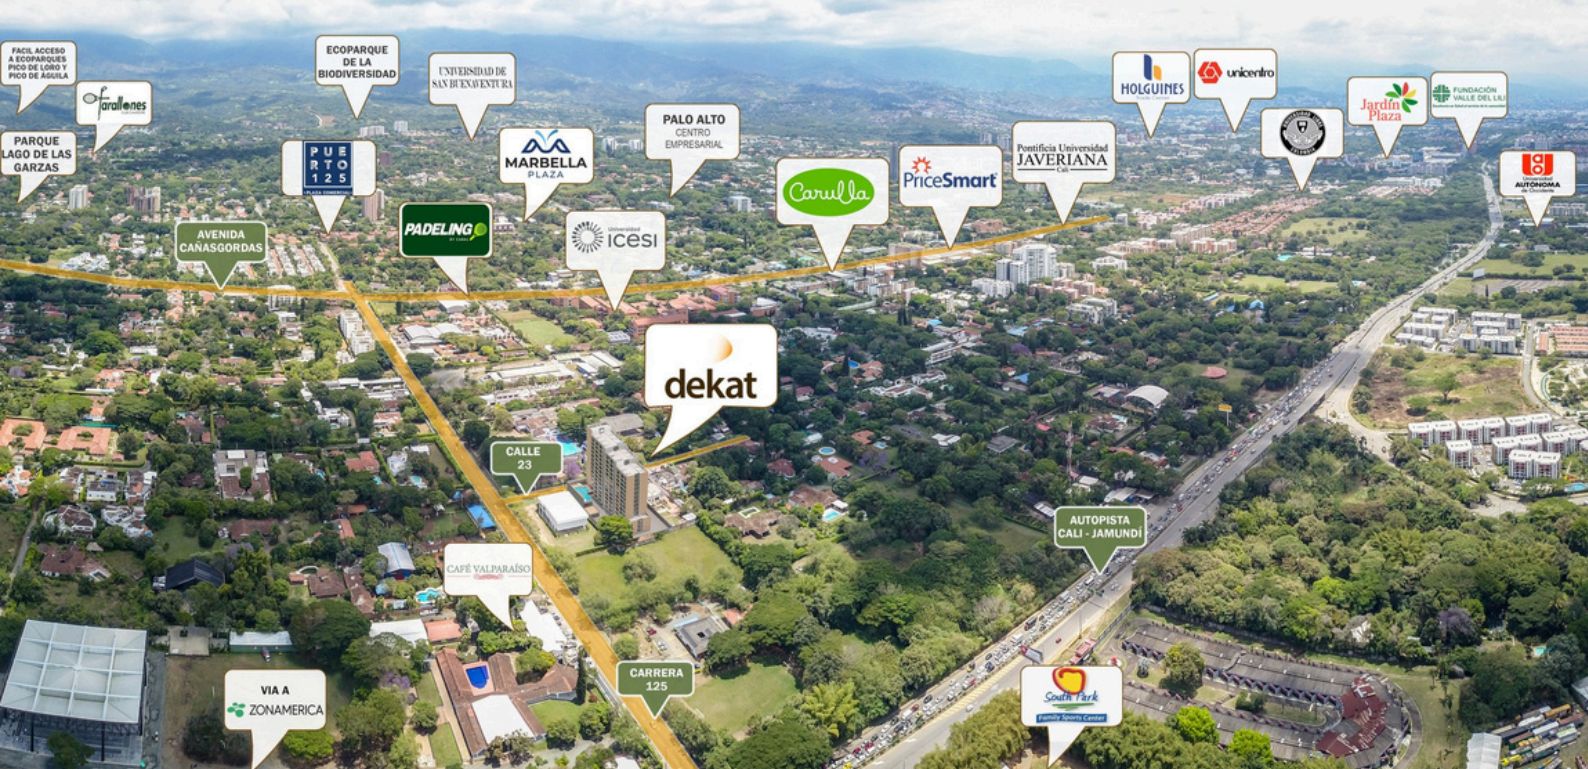 FACIL ACCESO
A ECOPARQUES
PICO DE LORO Y
PICO DE ÁGUILA
farallones
PARQUE
LAGO DE LAS
GARZAS
ECOPARQUE
DE LA
BIODIVERSIDAD
UNIVERSIDAD DE
SAN BUENAVENTURA
PUE
RTO
125
PLAZA COMERCIAL
MARBELLA
PLAZA
PALO ALTO
CENTRO
EMPRESARIAL
Carulla
PriceSmart
Pontificia Universidad
JAVERIANA
Cali
HOLGUINES
unicentro
Jardín
Plaza
FUNDACIÓN
VALLE DEL LILI
Universidad
AUTÓNOMA
de Occidente
AVENIDA
CAÑASGORDAS
PADELING
Universidad
icesi
dekat
CALLE
23
AUTOPISTA
CALI - JAMUNDÍ
CAFÉ VALPARAÍSO
CARRERA
125
VIA A
ZONAMERICA
South Park
Family Sports Center